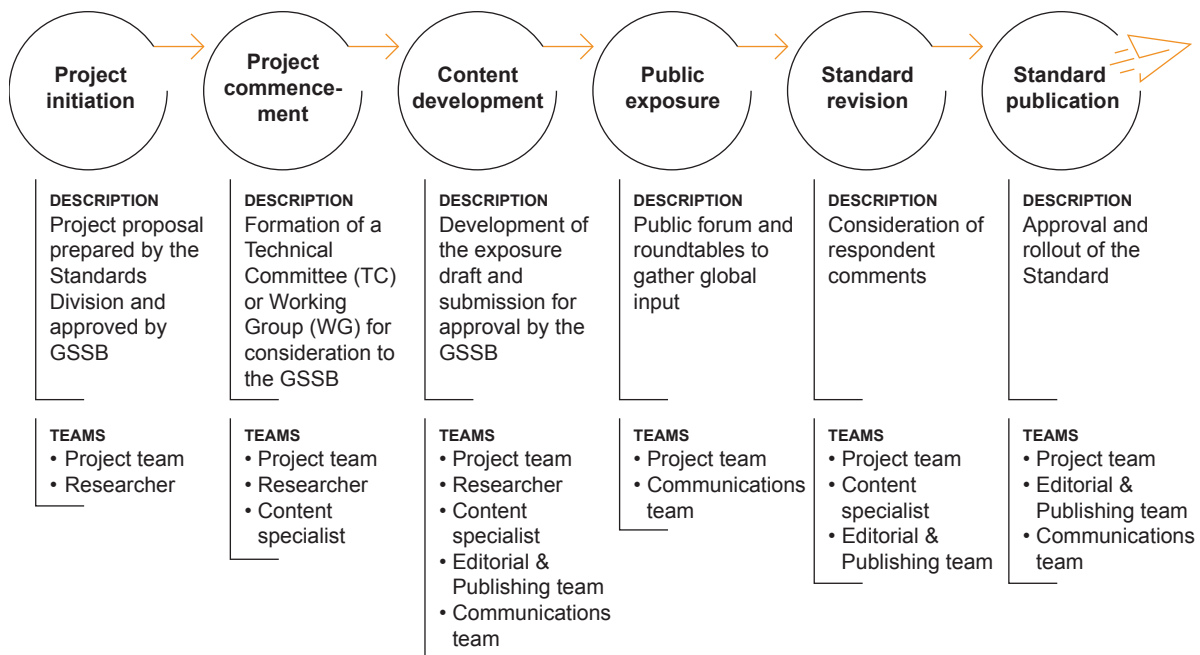 Project
initiation
Project
commence-
ment
Content
development
Public
exposure
Standard
revision
Standard
publication
DESCRIPTION
Project proposal
prepared by the
Standards
Division and
approved by
GSSB
DESCRIPTION
Formation of a
Technical
Committee (TC)
or Working
Group (WG) for
consideration to
the GSSB
DESCRIPTION
Development of
the exposure
draft and
submission for
approval by the
GSSB
DESCRIPTION
Public forum and
roundtables to
gather global
input
DESCRIPTION
Consideration of
respondent
comments
DESCRIPTION
Approval and
rollout of the
Standard
TEAMS
• Project team
• Researcher
TEAMS
• Project team
• Researcher
• Content
specialist
TEAMS
• Project team
• Researcher
• Content
specialist
• Editorial &
Publishing team
• Communications
team
TEAMS
• Project team
• Communications
team
TEAMS
• Project team
• Content
specialist
• Editorial &
Publishing team
TEAMS
• Project team
• Editorial &
Publishing team
• Communications
team